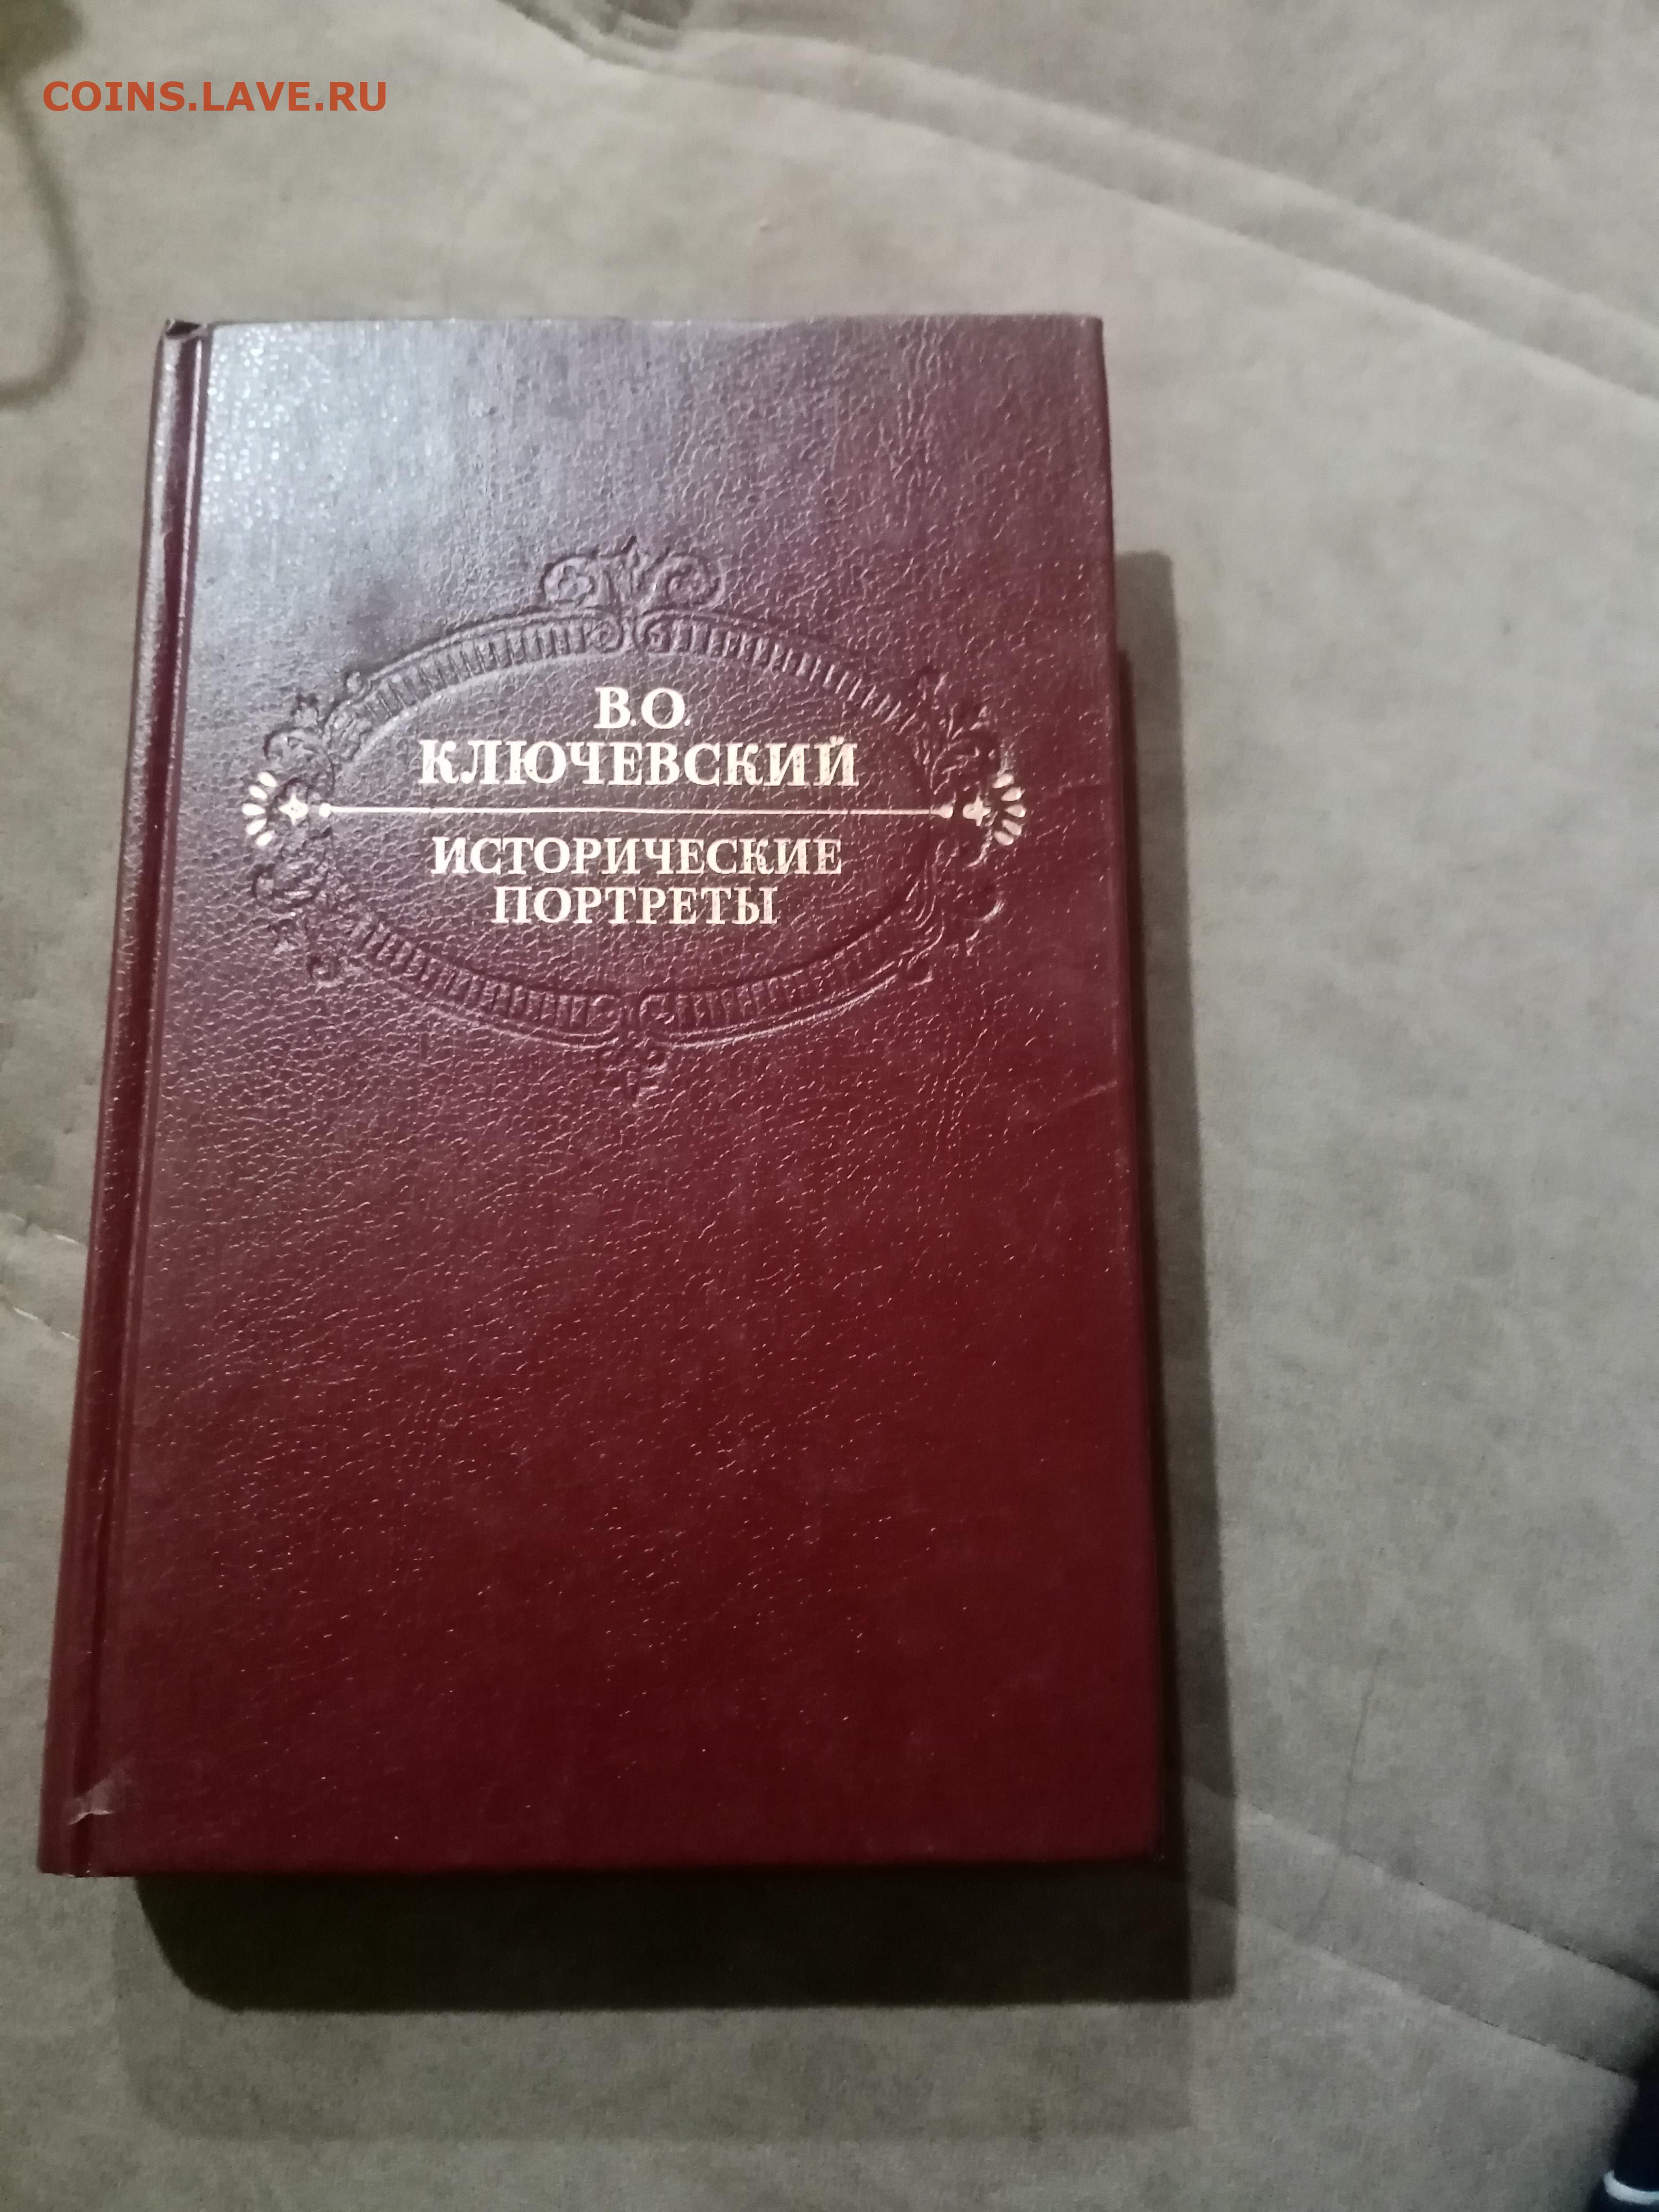 COINS.LAVE.RU
В.О.
КЛЮЧЕВСКИЙ
ИСТОРИЧЕСКИЕ
ПОРТРЕТЫ